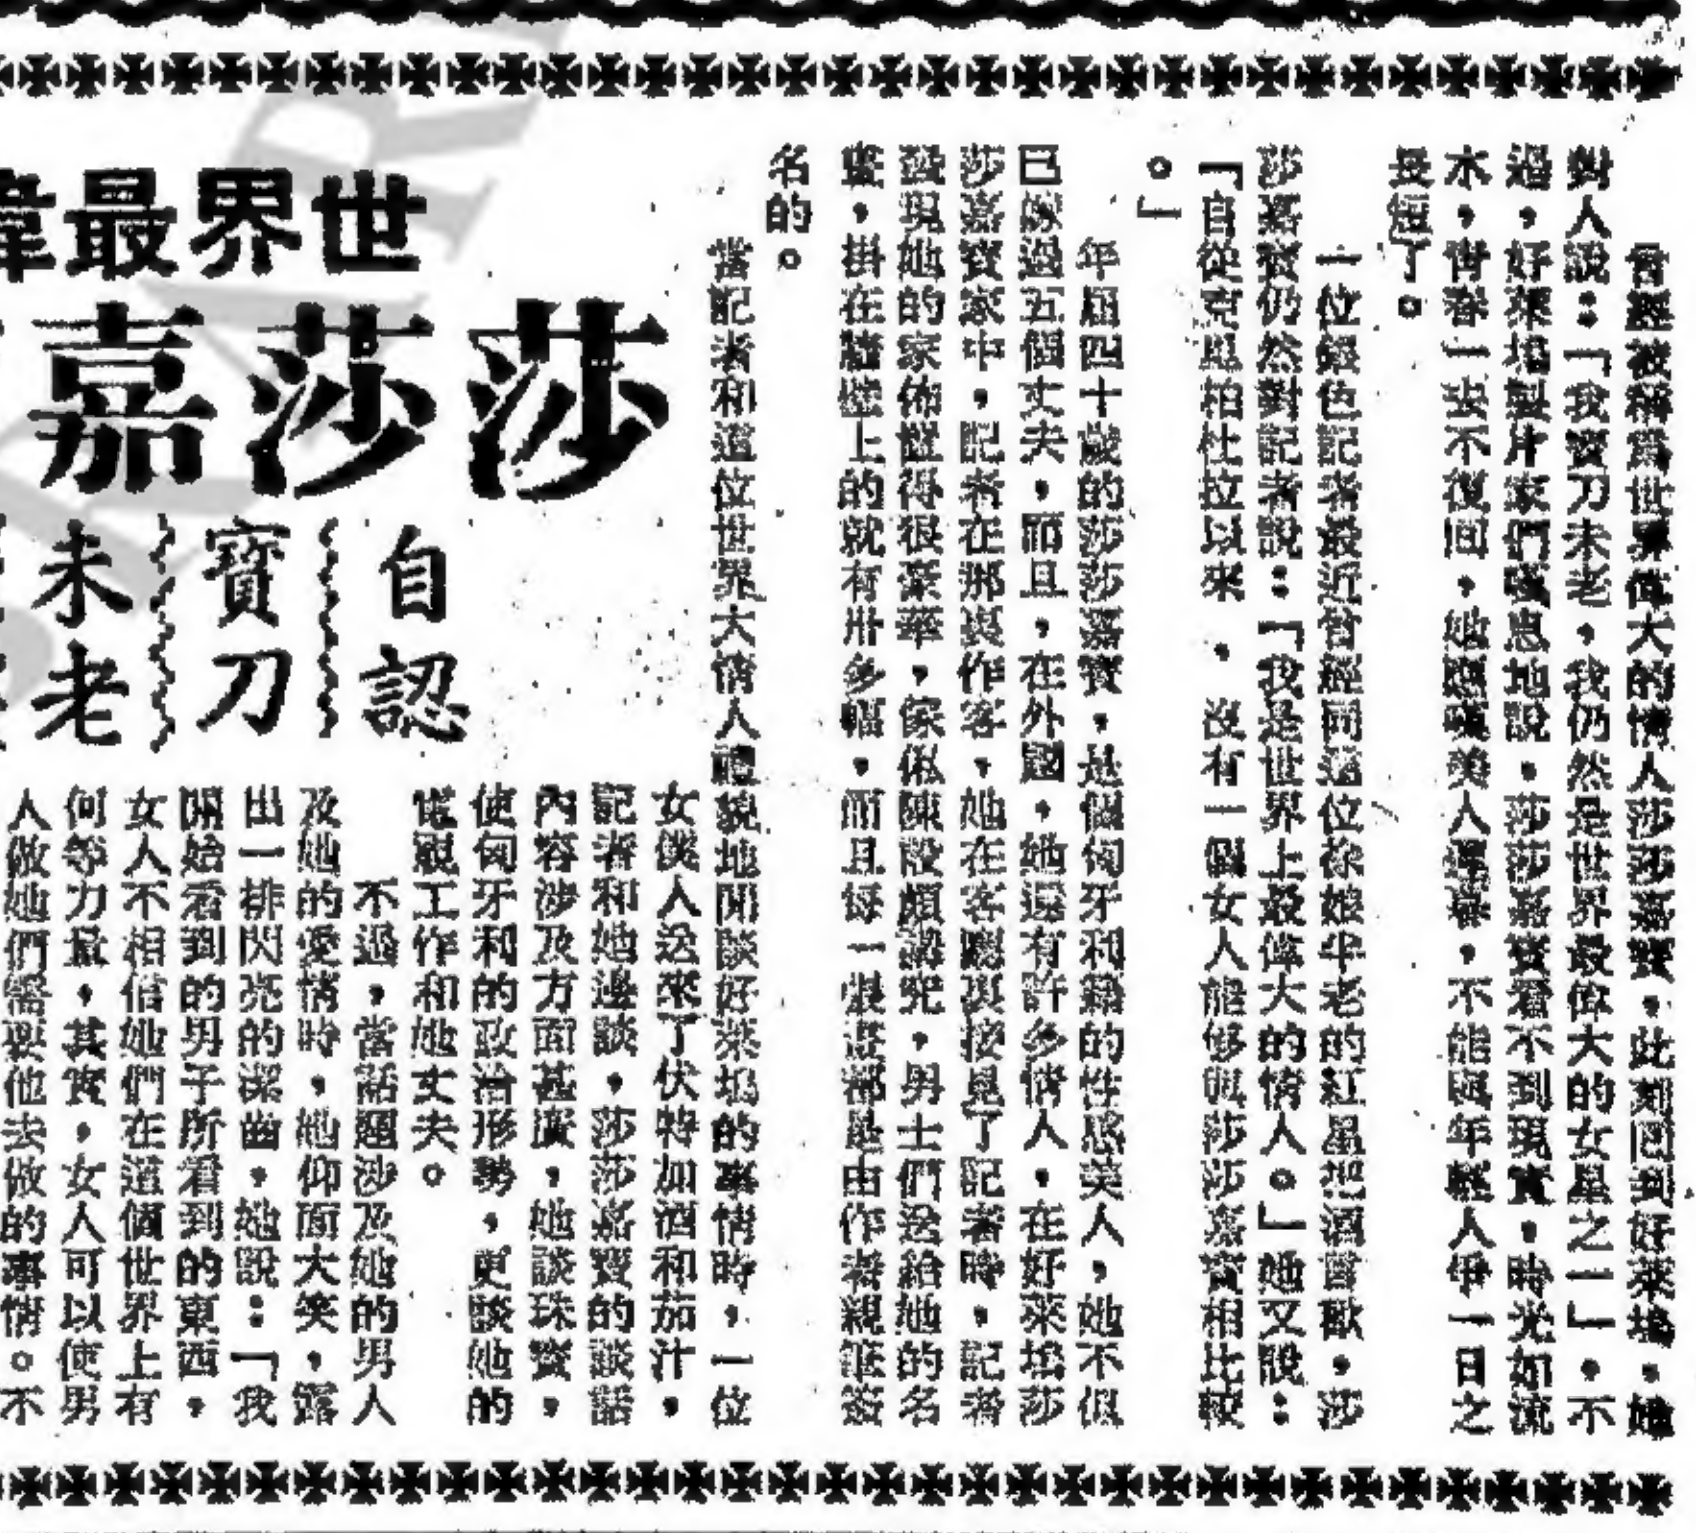 世界最偉
莎莎嘉
自認
寶刀
未老
曾經被稱當世界偉大的情人莎莎嘉寶，此刻回到好萊塢，她
對人說：「我寶刀未老，我仍然是世界最偉大的女星之一」，不
過，好萊塢製片家們嘆息地說，莎莎嘉寶看不到現實，時光如流
水，青春一去不復回，她雖美人遲暮，不能與年輕人爭一日之
長短了。
一位銀色記者最近曾經同這位徐娘半老的紅星把酒言歡，莎
莎嘉寶仍然對記者說：「我是世界上最偉大的情人。」她又說：
「自從克里柏杜拉以來，沒有一個女人能够與莎莎嘉寶相比較
。」
年屆四十歲的莎莎嘉寶，是個匈牙利籍的性感美人，她不但
已嫁過五個丈夫，而且，在外國，她還有許多情人，在好萊塢莎
莎嘉寶家中，記者在那裏作客，她在客廳裏接見了記者時，記者
發現她的家佈置得很豪華，傢俬陳設頗講究，男士們送給她的名
畫，掛在牆壁上的就有卅多幅，而且每一張畫都是由作者親筆簽
名的。
當記者和這位世界大情人禮貌地閒談好萊塢的事情時，一位
女僕人送來了伏特加酒和茄汁，
記者和她邊談，莎莎嘉寶的談話
內容涉及方面甚廣，她談珠寶，
使匈牙利的政治形勢，更談她的
電視工作和她丈夫。
不過，當話題涉及她的男人
及她的愛情時，她仰面大笑，露
出一排閃亮的潔齒，她說：「我
開始看到的男子所看到的東西，
女人不相信她們在這個世界上有
何等力量，其實，女人可以使男
人做她們需要他去做的事情。不